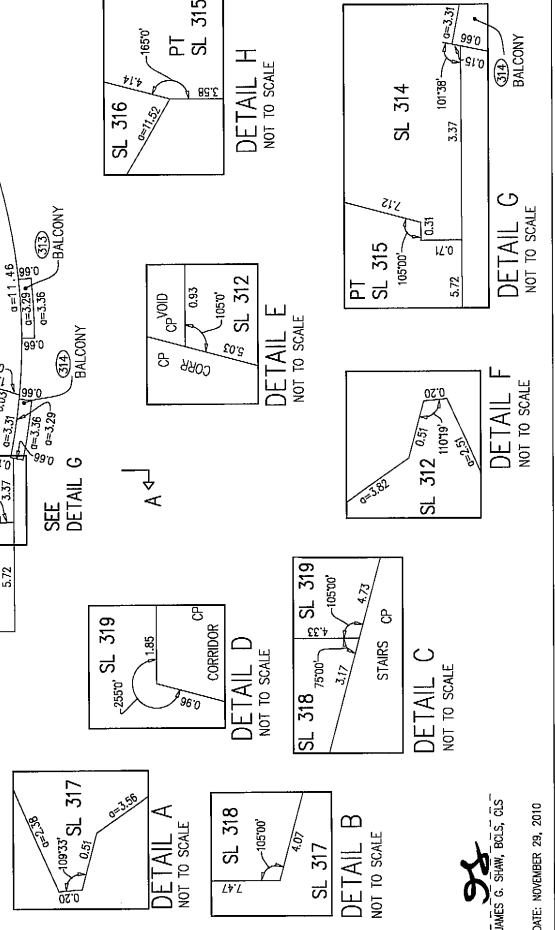 a=11.46
0.66
313
BALCONY
a=3.29
a=3.36
0.66
314
BALCONY
0.66
a=3.31
a=3.36
a=3.29
0.66
3.37
5.72
SEE
DETAIL G
A
SL 316
PT
SL 315
165°0'
4.14
a=11.52
3.58
DETAIL H
NOT TO SCALE
CP
VOID
CP
0.93
CORR
105°0'
5.03
SL 312
DETAIL E
NOT TO SCALE
PT
SL 315
SL 314
7.12
105°00'
0.31
0.71
5.72
3.37
101°38'
a=3.31
0.66
0.15
314
BALCONY
DETAIL G
NOT TO SCALE
a=3.82
0.51
0.20
110°19'
SL 312
a=2.51
DETAIL F
NOT TO SCALE
SL 319
255°0'
1.85
CP
CORRIDOR
0.96
DETAIL D
NOT TO SCALE
SL 318
SL 319
4.33
105°00'
75°00'
3.17
4.73
STAIRS
CP
DETAIL C
NOT TO SCALE
a=2.38
109°33'
SL 317
0.20
0.51
a=3.56
DETAIL A
NOT TO SCALE
SL 318
7.47
105°00'
4.07
SL 317
DETAIL B
NOT TO SCALE
JAMES G. SHAW, BCLS, CLS
DATE: NOVEMBER 29, 2010